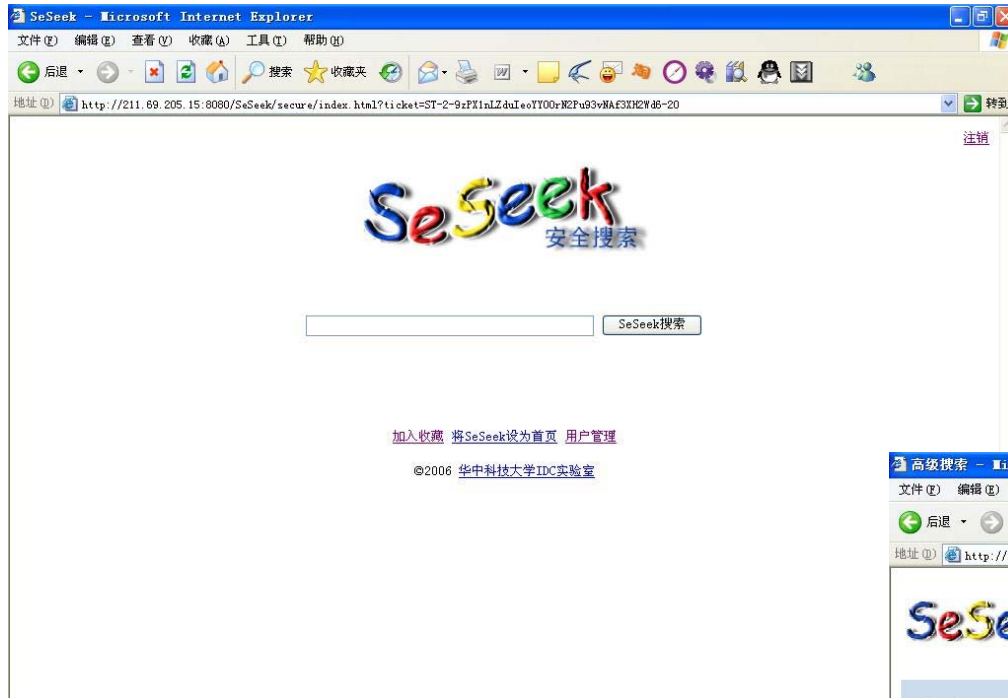 SeSeek - Microsoft Internet Explorer
文件(F) 编辑(E) 查看(V) 收藏(A) 工具(T) 帮助(H)
后退 搜索 收藏夹
地址(D) http://211.69.205.15:8080/SeSeek/secure/index.html?ticket=ST-2-9zPX1nLZduIeoYYO0rN2Pu93vNAf3XH2Wd6-20 转到
注销
SeSeek
安全搜索
SeSeek搜索
加入收藏 将SeSeek设为首页 用户管理
©2006 华中科技大学IDC实验室
高级搜索 - Mi
文件(F) 编辑(E)
后退
地址(D) http://
SeSe